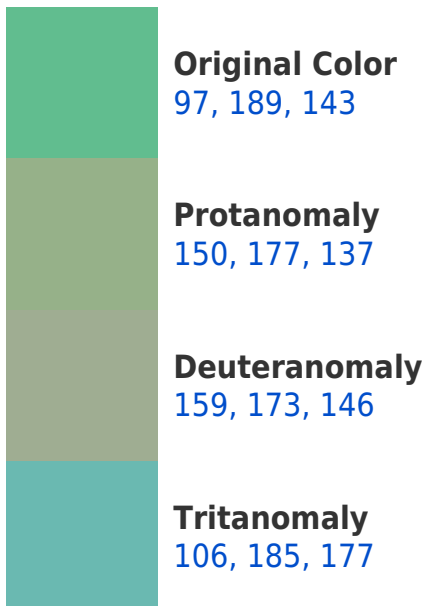 Original Color
97, 189, 143
Protanomaly
150, 177, 137
Deuteranomaly
159, 173, 146
Tritanomaly
106, 185, 177